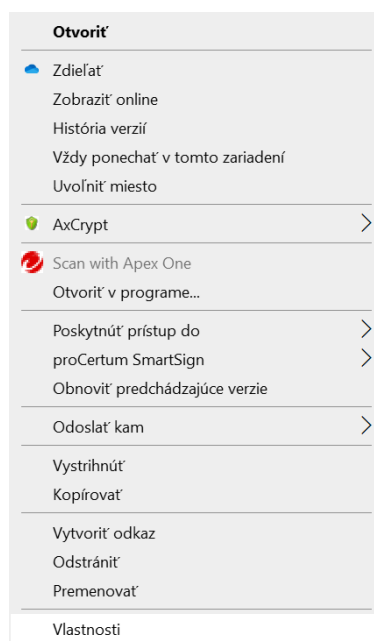 Otvoriť
Zdieľať
Zobraziť online
História verzií
Vždy ponechať v tomto zariadení
Uvoľniť miesto
AxCrypt
Scan with Apex One
Otvoriť v programe...
Poskytnúť prístup do
proCertum SmartSign
Obnoviť predchádzajúce verzie
Odoslať kam
Vystrihnúť
Kopírovať
Vytvoriť odkaz
Odstrániť
Premenovať
Vlastnosti